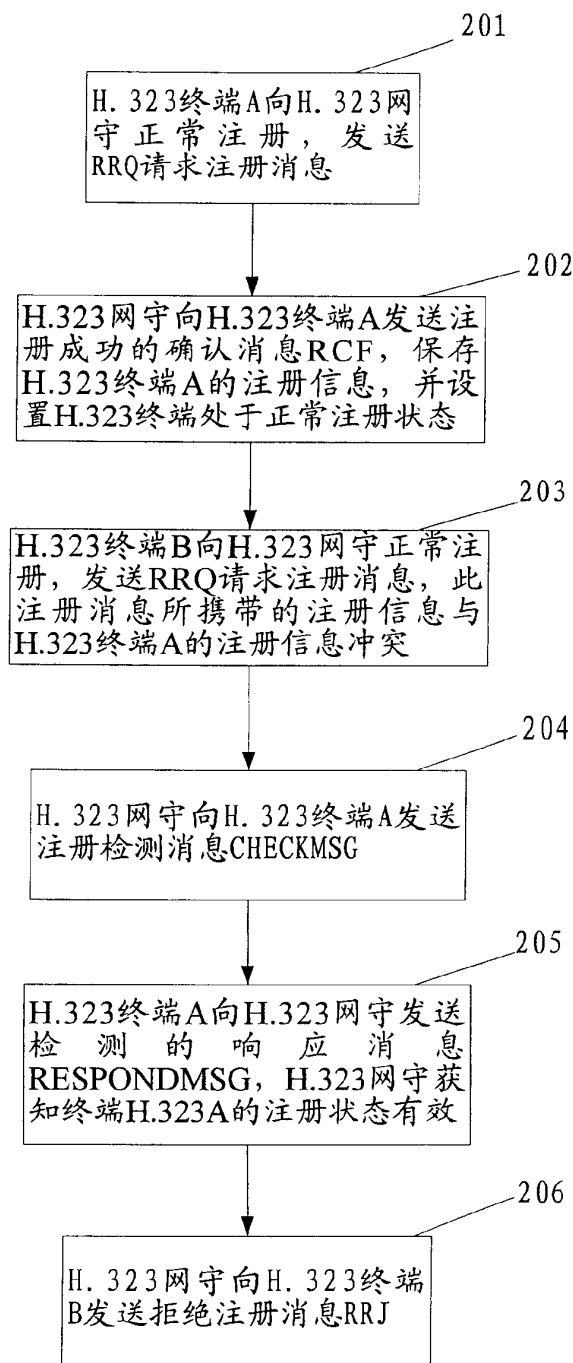 201
H.323终端A向H.323网
守正常注册，发送
RRQ请求注册消息
202
H.323网守向H.323终端A发送注
册成功的确认消息RCF，保存
H.323终端A的注册信息，并设
置H.323终端处于正常注册状态
203
H.323终端B向H.323网守正常注
册，发送RRQ请求注册消息，此
注册消息所携带的注册信息与
H.323终端A的注册信息冲突
204
H.323网守向H.323终端A发送
注册检测消息CHECKMSG
205
H.323终端A向H.323网守发送
检测的响应消息
RESPONDMSG，H.323网守获
知终端H.323A的注册状态有效
206
H.323网守向H.323终端
B发送拒绝注册消息RRJ